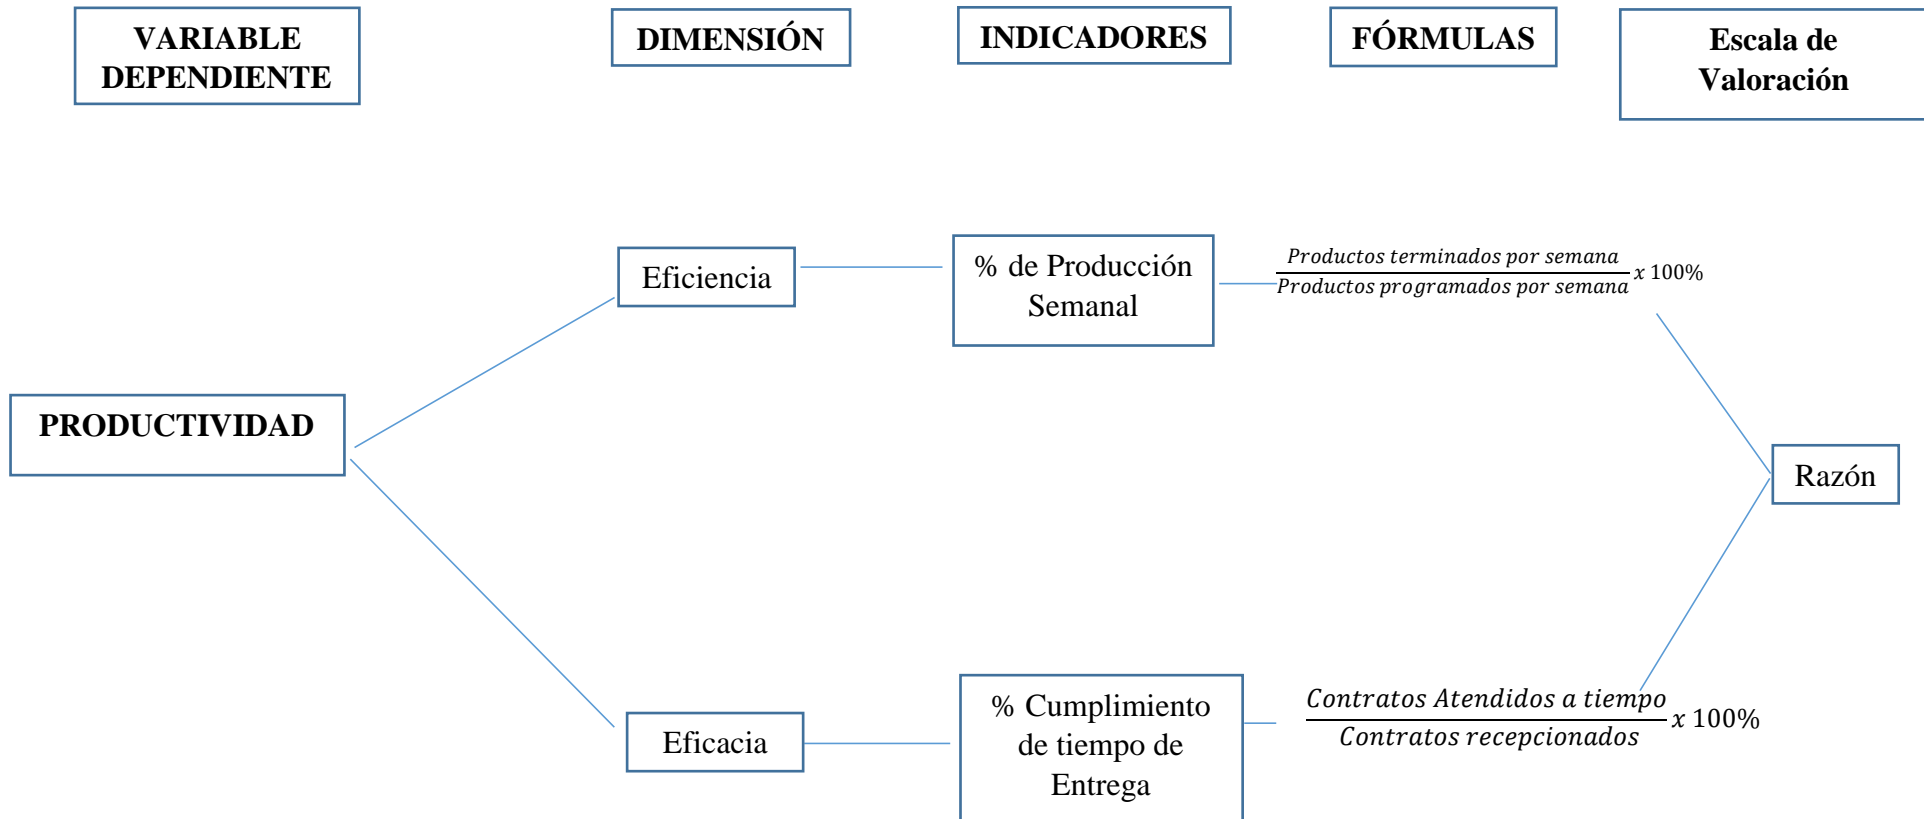 VARIABLE
DEPENDIENTE
DIMENSIÓN
INDICADORES
FÓRMULAS
Escala de
Valoración
Eficiencia
% de Producción
Semanal
Productos terminados por semana
Productos programados por semana
x 100%
PRODUCTIVIDAD
Razón
Eficacia
% Cumplimiento
de tiempo de
Entrega
Contratos Atendidos a tiempo
Contratos recepcionados
x 100%